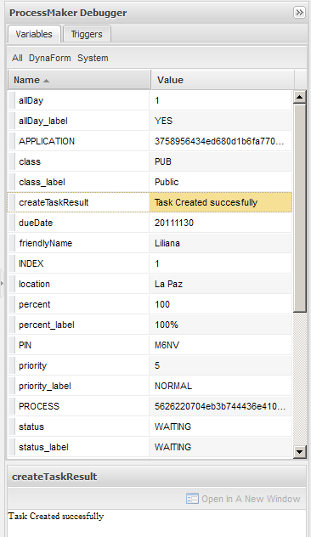 ProcessMaker Debugger
Variables Triggers
All DynaForm System
Name Value
allDay 1
allDay_label YES
APPLICATION 3758956434ed680d1b6fa770...
class PUB
class_label Public
createTaskResult Task Created succesfully
dueDate 20111130
friendlyName Liliana
INDEX 1
location La Paz
percent 100
percent_label 100%
PIN M6NV
priority 5
priority_label NORMAL
PROCESS 5626220704eb3b744436e410...
status WAITING
status_label WAITING
createTaskResult
Open In A New Window
Task Created succesfully